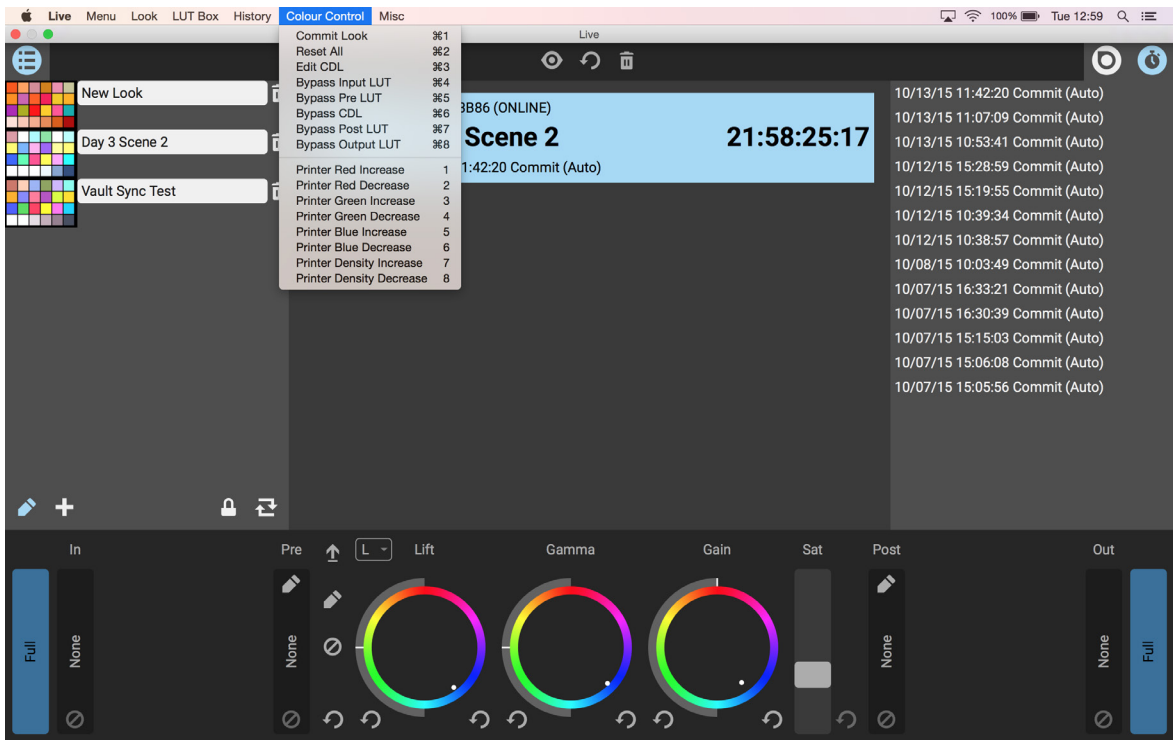 Live Menu Look LUT Box History Colour Control Misc 100% Tue 12:59
Live
Commit Look ⌘1
Reset All ⌘2
Edit CDL ⌘3
Bypass Input LUT ⌘4
Bypass Pre LUT ⌘5
Bypass CDL ⌘6
Bypass Post LUT ⌘7
Bypass Output LUT ⌘8
Printer Red Increase 1
Printer Red Decrease 2
Printer Green Increase 3
Printer Green Decrease 4
Printer Blue Increase 5
Printer Blue Decrease 6
Printer Density Increase 7
Printer Density Decrease 8
New Look
Day 3 Scene 2
Vault Sync Test
(ONLINE)
Scene 2 21:58:25:17
1:42:20 Commit (Auto)
10/13/15 11:42:20 Commit (Auto)
10/13/15 11:07:09 Commit (Auto)
10/13/15 10:53:41 Commit (Auto)
10/12/15 15:28:59 Commit (Auto)
10/12/15 15:19:55 Commit (Auto)
10/12/15 10:39:34 Commit (Auto)
10/12/15 10:38:57 Commit (Auto)
10/08/15 10:03:49 Commit (Auto)
10/07/15 16:33:21 Commit (Auto)
10/07/15 16:30:39 Commit (Auto)
10/07/15 15:15:03 Commit (Auto)
10/07/15 15:06:08 Commit (Auto)
10/07/15 15:05:56 Commit (Auto)
In Pre L Lift Gamma Gain Sat Post Out
Full
None
None
None
None
Full